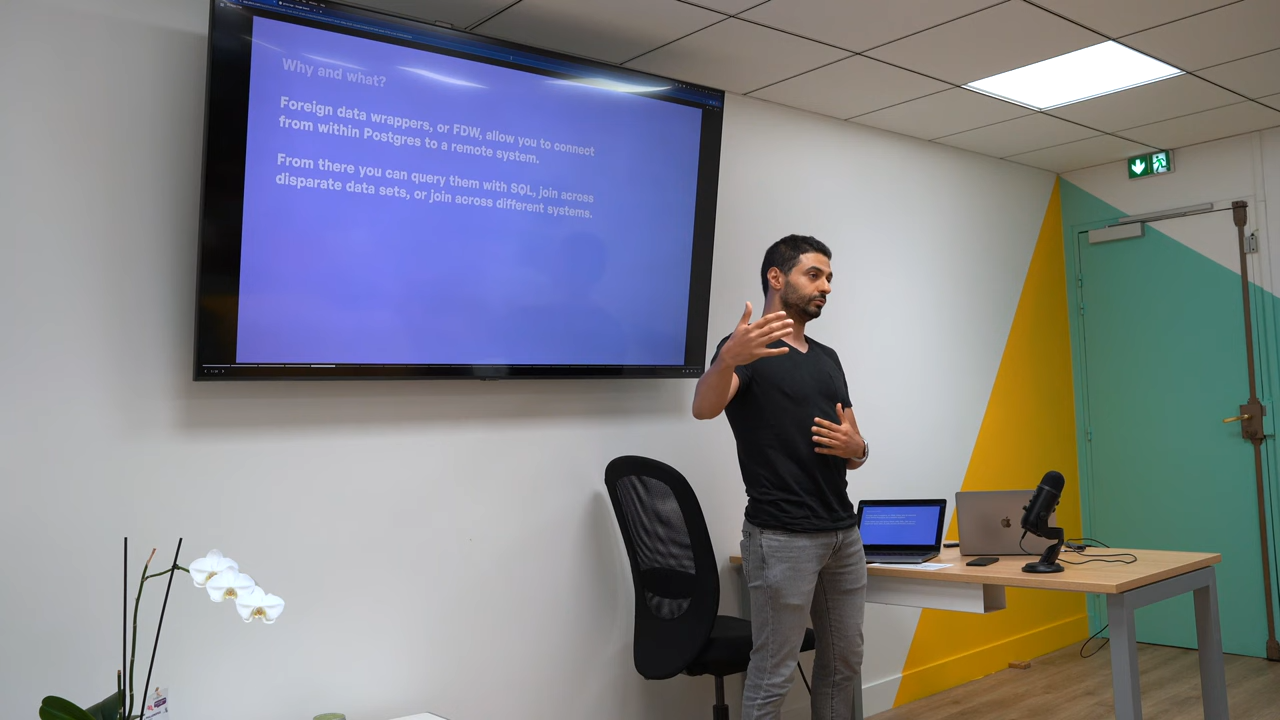 Why and what?
Foreign data wrappers, or FDW, allow you to connect
from within Postgres to a remote system.
From there you can query them with SQL, join across
disparate data sets, or join across different systems.